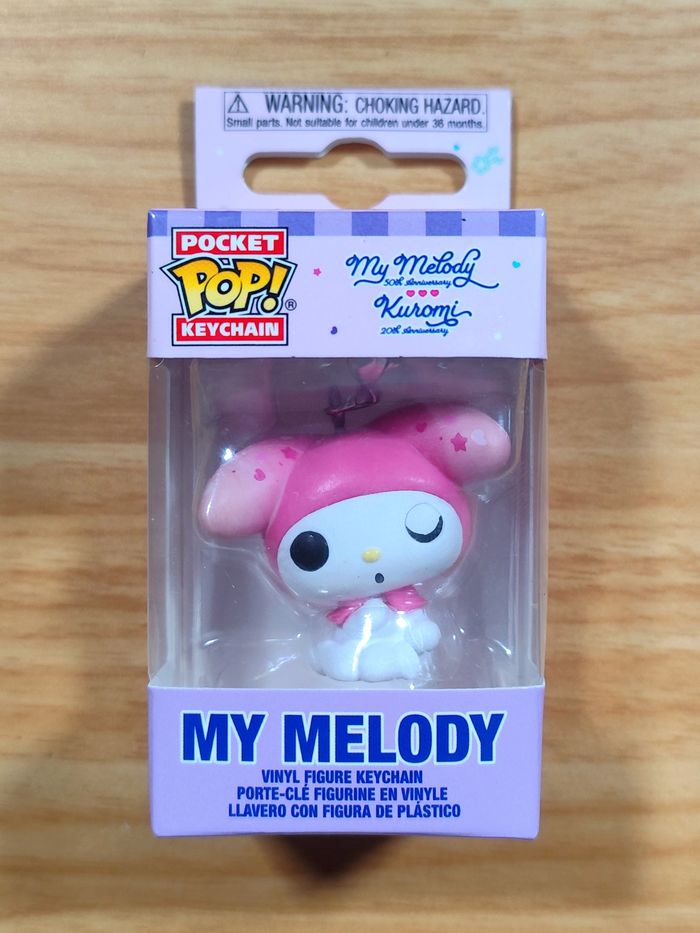 WARNING: CHOKING HAZARD.
Small parts. Not suitable for children under 36 months.
POCKET
POP!®
KEYCHAIN
My Melody
50th Anniversary
Kuromi
20th Anniversary
MY MELODY
VINYL FIGURE KEYCHAIN
PORTE-CLÉ FIGURINE EN VINYLE
LLAVERO CON FIGURA DE PLÁSTICO